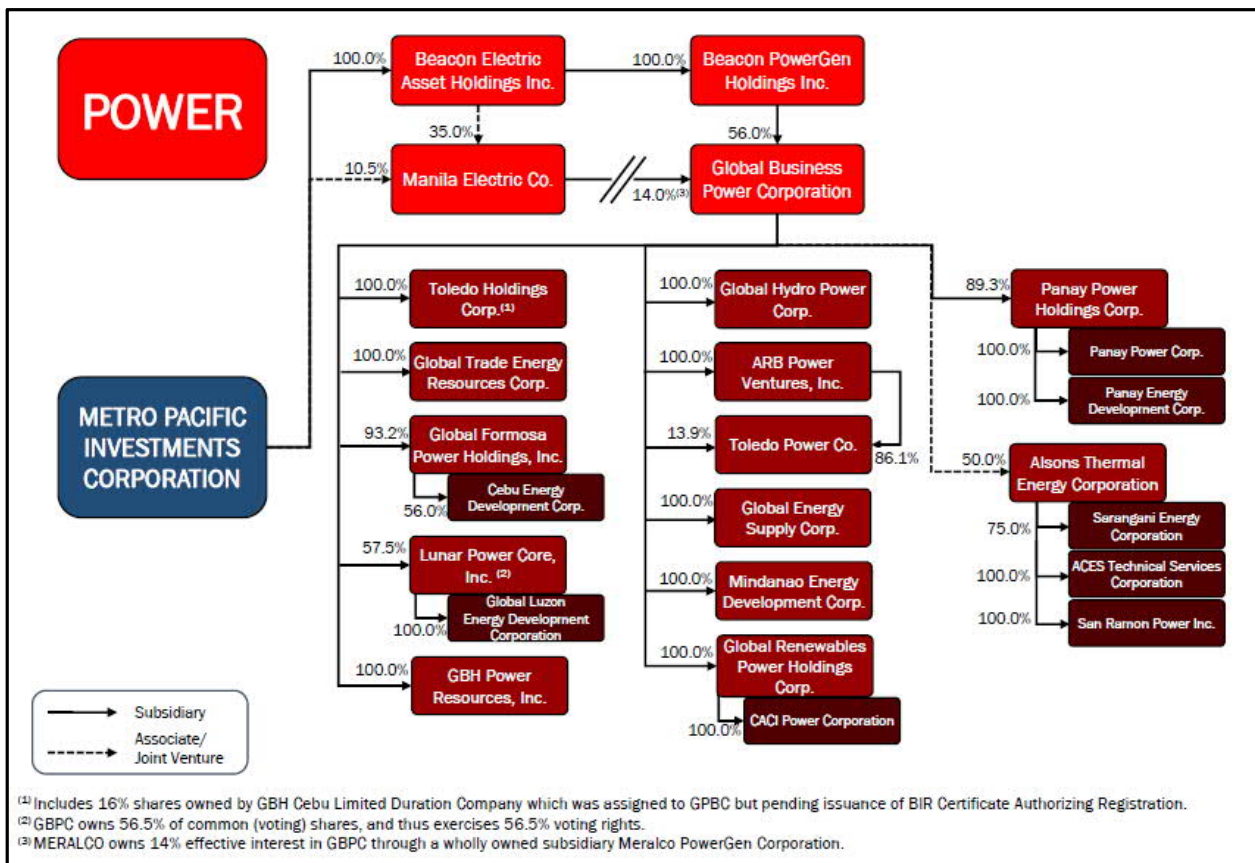 POWER
100.0%
Beacon Electric
Asset Holdings Inc.
100.0%
Beacon PowerGen
Holdings Inc.
35.0%
56.0%
10.5%
Manila Electric Co.
14.0%(3)
Global Business
Power Corporation
METRO PACIFIC
INVESTMENTS
CORPORATION
100.0%
Toledo Holdings
Corp.(1)
100.0%
Global Trade Energy
Resources Corp.
93.2%
Global Formosa
Power Holdings, Inc.
Cebu Energy
Development Corp.
56.0%
57.5%
Lunar Power Core,
Inc. (2)
Global Luzon
Energy Development
Corporation
100.0%
100.0%
GBH Power
Resources, Inc.
100.0%
Global Hydro Power
Corp.
100.0%
ARB Power
Ventures, Inc.
13.9%
Toledo Power Co.
86.1%
100.0%
Global Energy
Supply Corp.
100.0%
Mindanao Energy
Development Corp.
100.0%
Global Renewables
Power Holdings
Corp.
CACI Power Corporation
100.0%
89.3%
Panay Power
Holdings Corp.
100.0%
Panay Power Corp.
100.0%
Panay Energy
Development Corp.
50.0%
Alsons Thermal
Energy Corporation
75.0%
Sarangani Energy
Corporation
100.0%
ACES Technical Services
Corporation
100.0%
San Ramon Power Inc.
Subsidiary
Associate/
Joint Venture
(1) Includes 16% shares owned by GBH Cebu Limited Duration Company which was assigned to GPBC but pending issuance of BIR Certificate Authorizing Registration.
(2) GBPC owns 56.5% of common (voting) shares, and thus exercises 56.5% voting rights.
(3) MERALCO owns 14% effective interest in GBPC through a wholly owned subsidiary Meralco PowerGen Corporation.